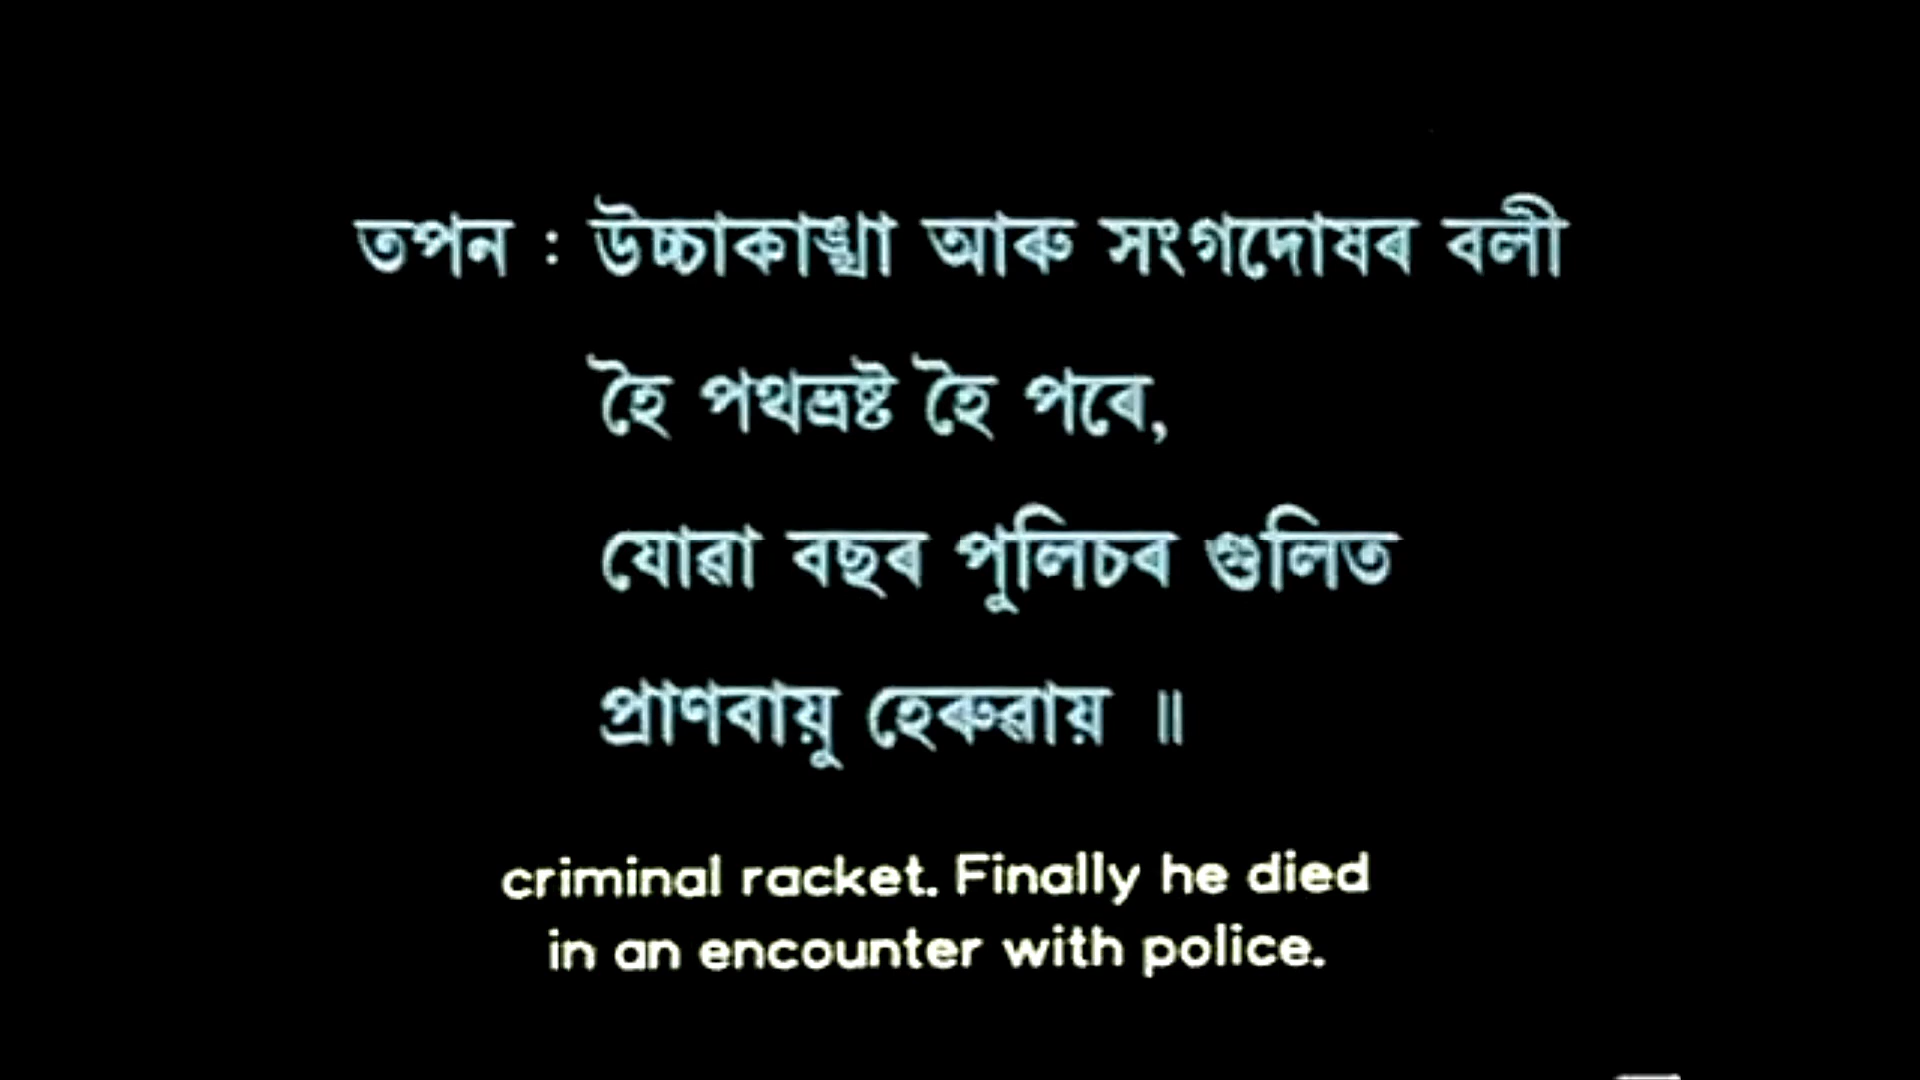 তপন : উচ্চাকাঙ্খা আৰু সংগদোষৰ বলী
হৈ পথভ্ৰষ্ট হৈ পৰে,
যোৱা বছৰ পুলিচৰ গুলিত
প্ৰাণবায়ু হেৰুৱায় ॥
criminal racket. Finally he died
in an encounter with police.